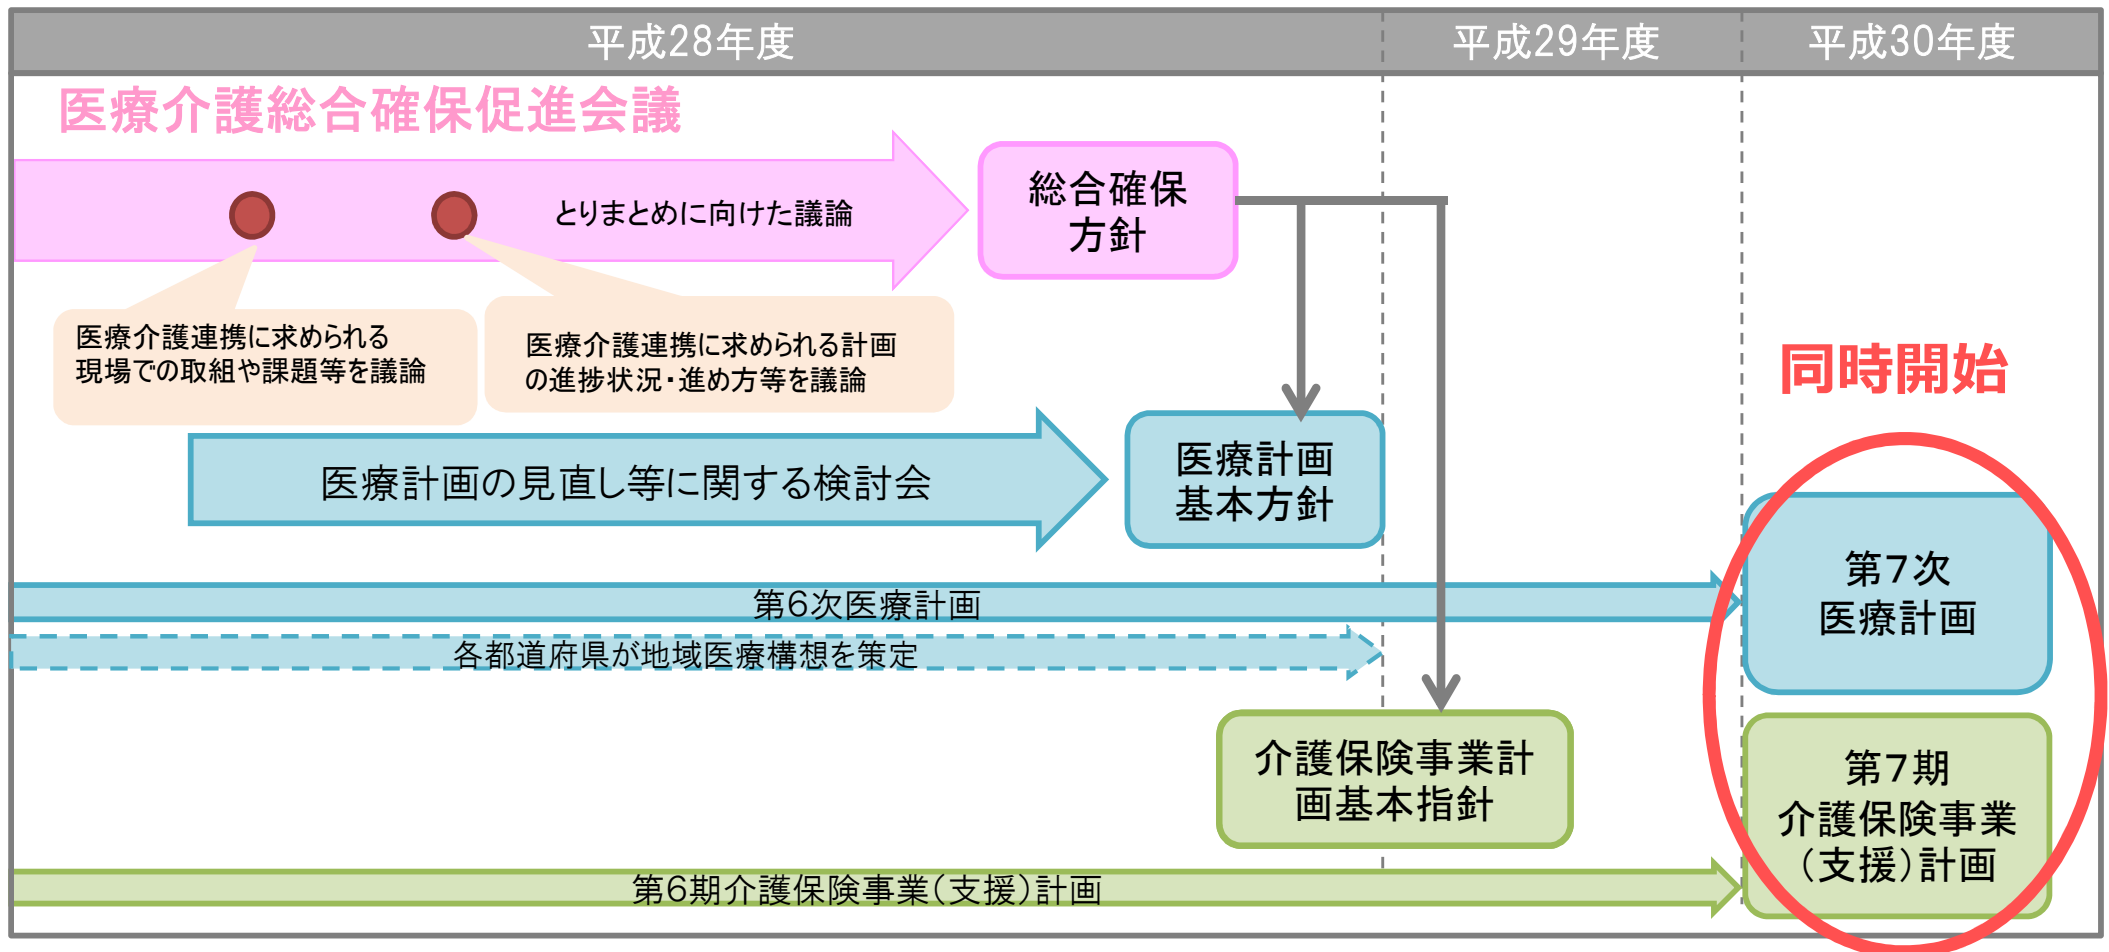 平成28年度
平成29年度
平成30年度
医療介護総合確保促進会議
とりまとめに向けた議論
総合確保
方針
医療介護連携に求められる
現場での取組や課題等を議論
医療介護連携に求められる計画
の進捗状況・進め方等を議論
同時開始
医療計画の見直し等に関する検討会
医療計画
基本方針
第6次医療計画
各都道府県が地域医療構想を策定
第7次
医療計画
介護保険事業計
画基本指針
第7期
介護保険事業
(支援)計画
第6期介護保険事業(支援)計画